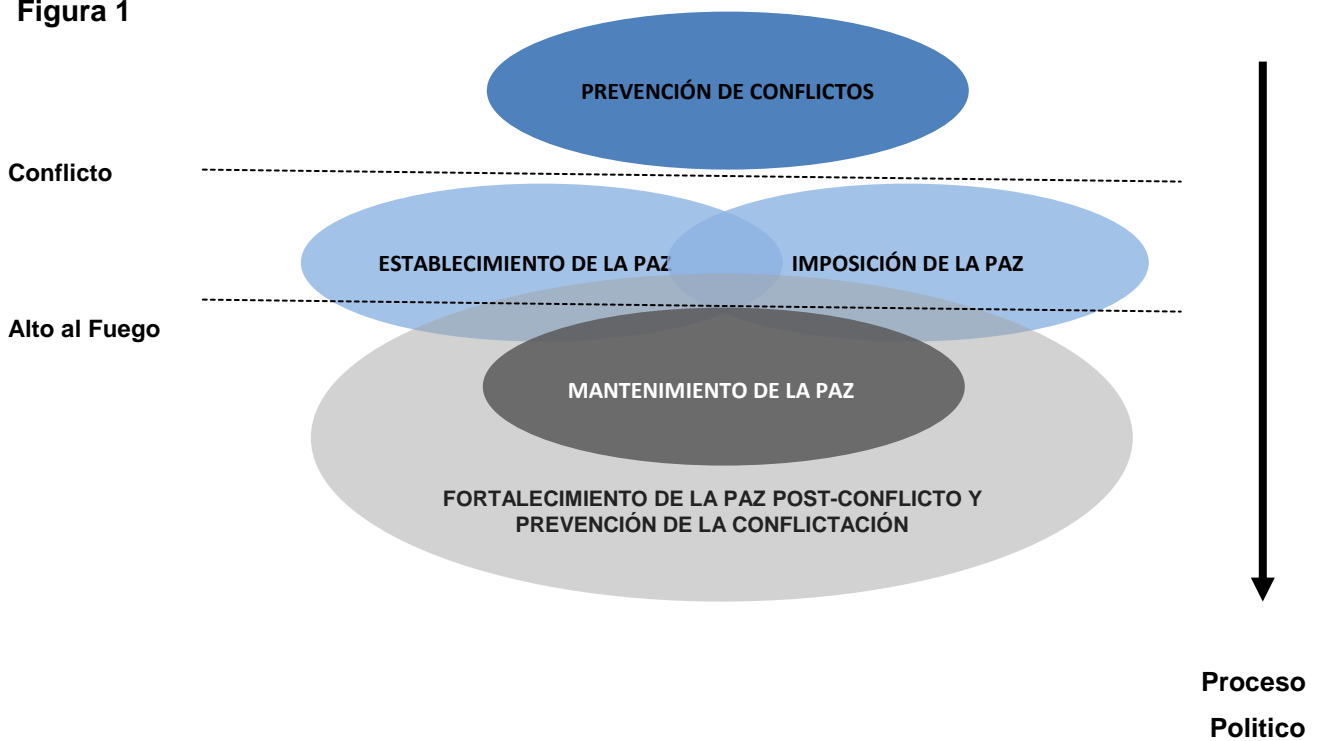 Figura 1
PREVENCIÓN DE CONFLICTOS
Conflicto
ESTABLECIMIENTO DE LA PAZ
IMPOSICIÓN DE LA PAZ
Alto al Fuego
MANTENIMIENTO DE LA PAZ
FORTALECIMIENTO DE LA PAZ POST-CONFLICTO Y
PREVENCIÓN DE LA CONFLICTACIÓN
Proceso
Politico